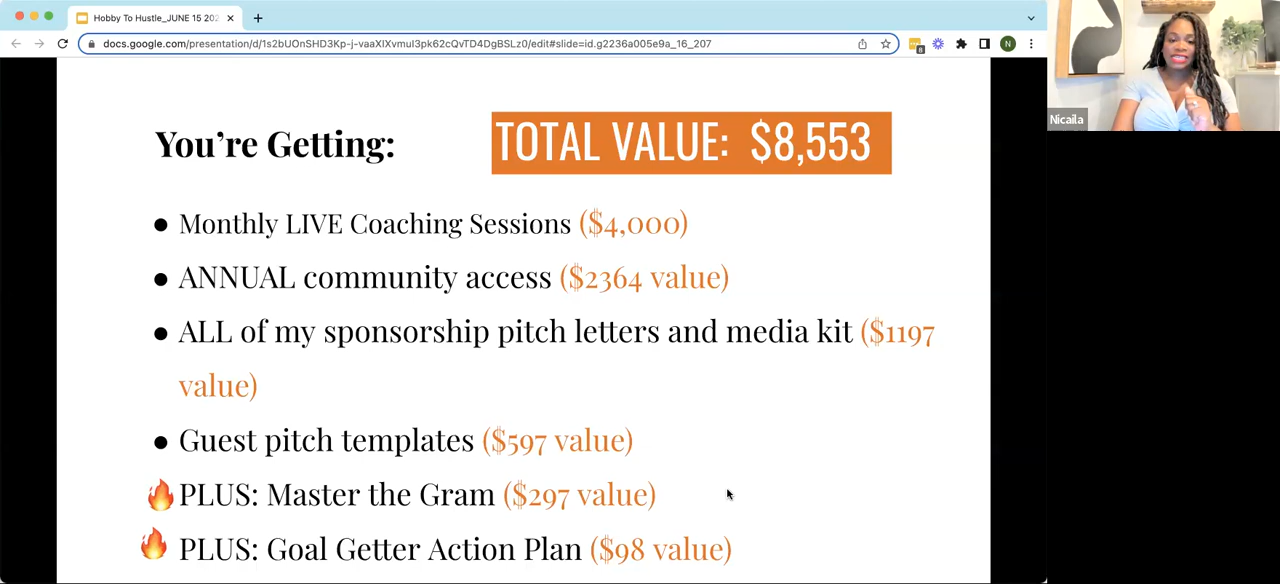 Hobby To Hustle_JUNE 15 202
docs.google.com/presentation/d/1s2bUOnSHD3Kp-j-vaaXIXvmuI3pk62cQvTD4DgBSLz0/edit#slide=id.g2236a005e9a_16_207
8
N
Nicaila
You're Getting:
TOTAL VALUE: $8,553
● Monthly LIVE Coaching Sessions ($4,000)
● ANNUAL community access ($2364 value)
● ALL of my sponsorship pitch letters and media kit ($1197
value)
● Guest pitch templates ($597 value)
🔥 PLUS: Master the Gram ($297 value)
🔥 PLUS: Goal Getter Action Plan ($98 value)